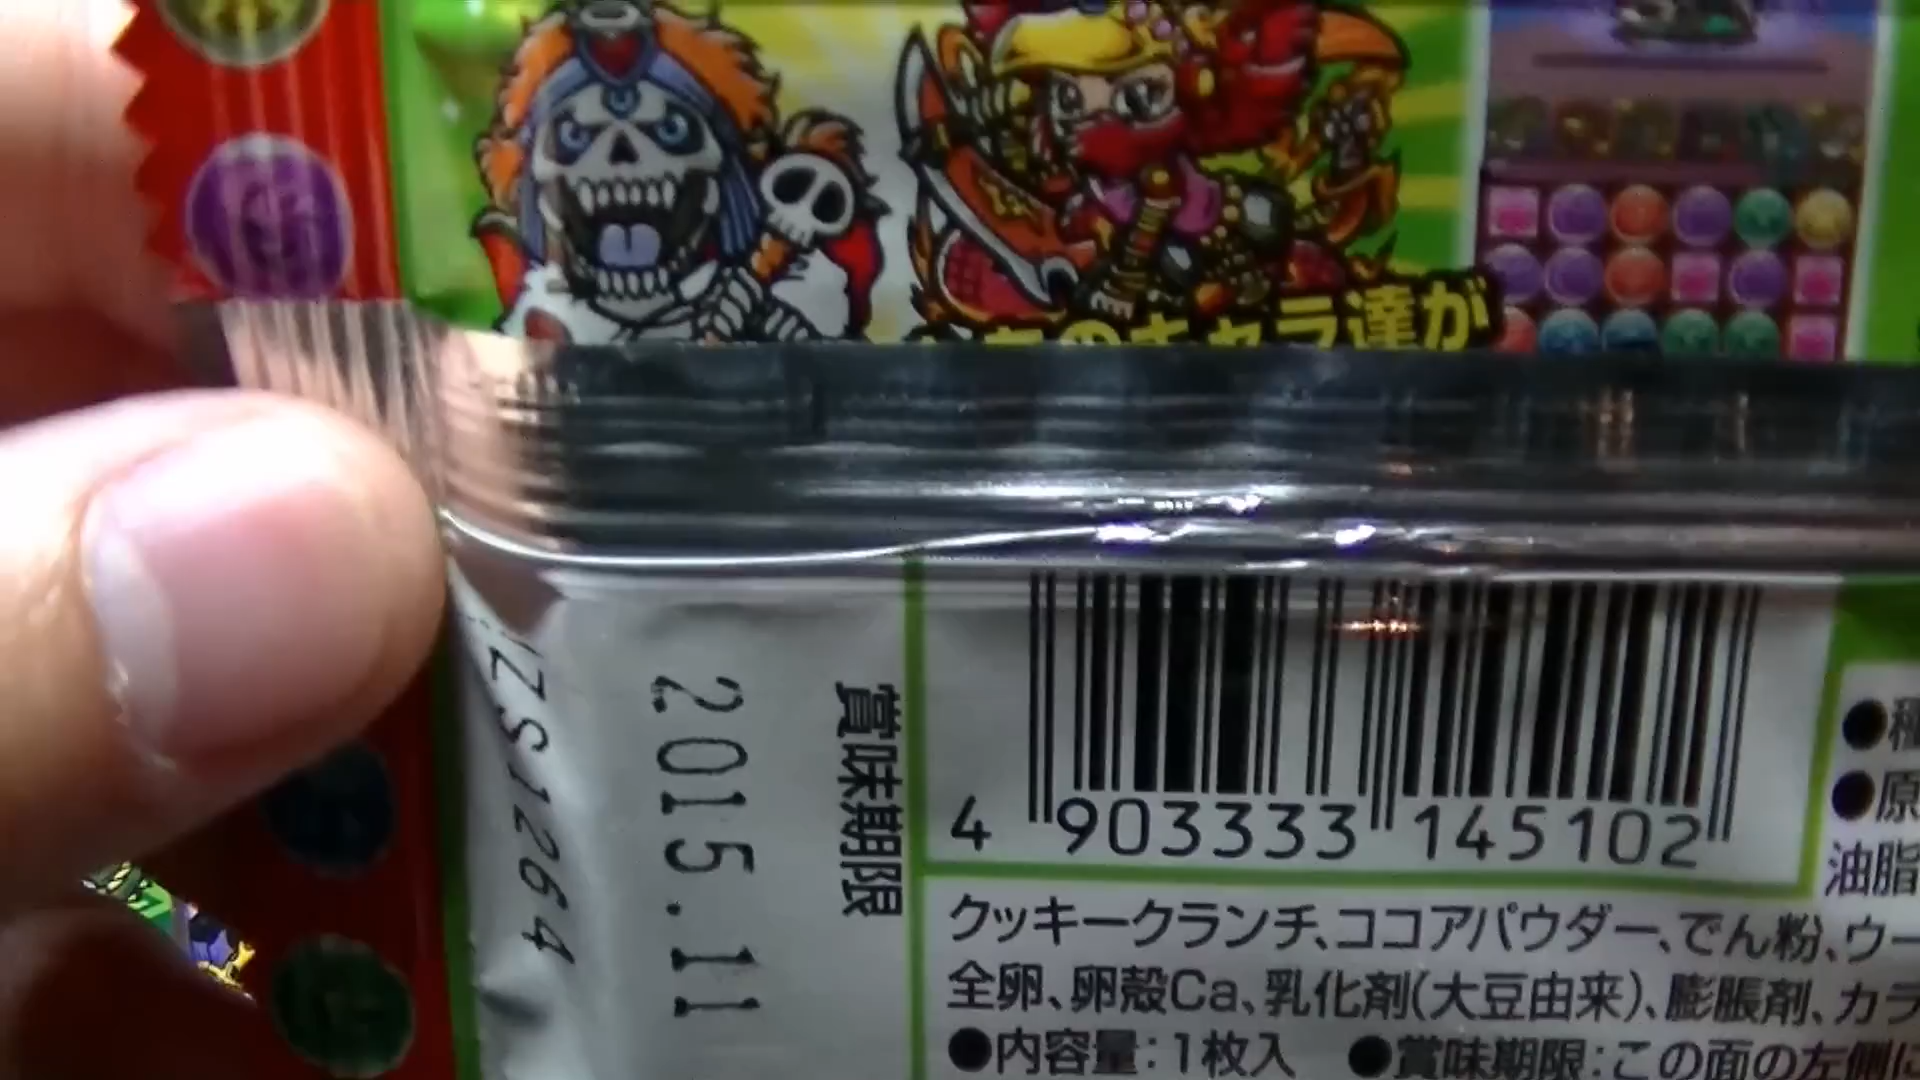 キャラ達が
ZS1264
2015.11
賞味期限
4 903333 145102
油脂
クッキークランチ、ココアパウダー、でん粉、ウー
全卵、卵殻Ca、乳化剤(大豆由来)、膨脹剤、カラ
●内容量:1枚入 ●賞味期限:この面の左側に